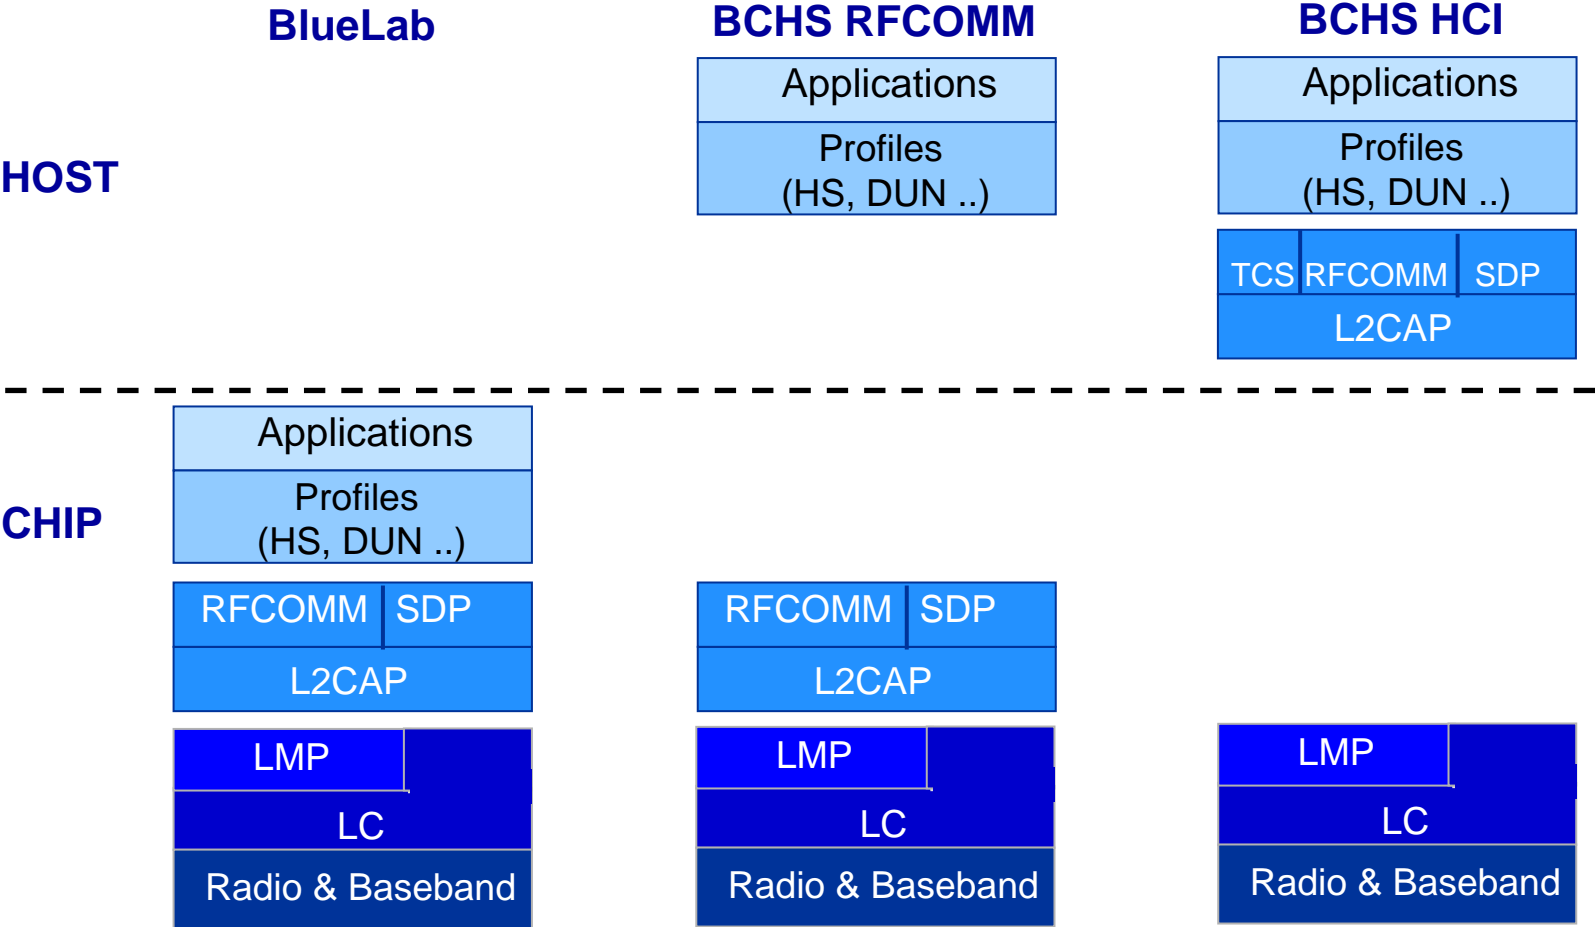 BlueLab
BCHS RFCOMM
BCHS HCI
HOST
Applications
Profiles
(HS, DUN ..)
Applications
Profiles
(HS, DUN ..)
TCS RFCOMM SDP
L2CAP
CHIP
Applications
Profiles
(HS, DUN ..)
RFCOMM SDP
L2CAP
LMP
LC
Radio & Baseband
RFCOMM SDP
L2CAP
LMP
LC
Radio & Baseband
LMP
LC
Radio & Baseband